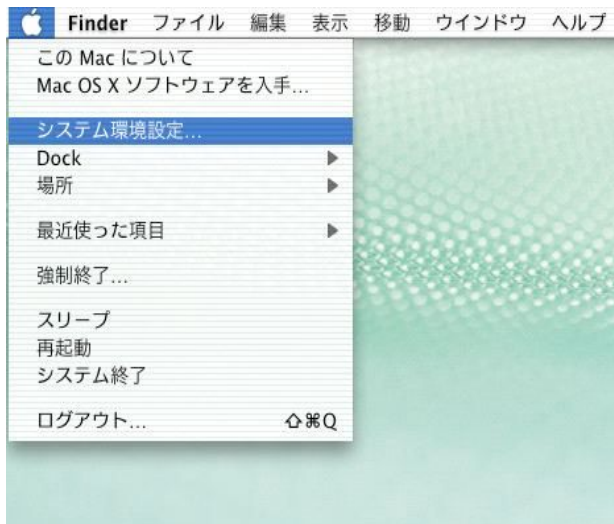 Finder ファイル 編集 表示 移動 ウインドウ ヘルプ
この Mac について
Mac OS X ソフトウェアを入手...
システム環境設定...
Dock
場所
最近使った項目
強制終了...
スリープ
再起動
システム終了
ログアウト... ⇧⌘Q